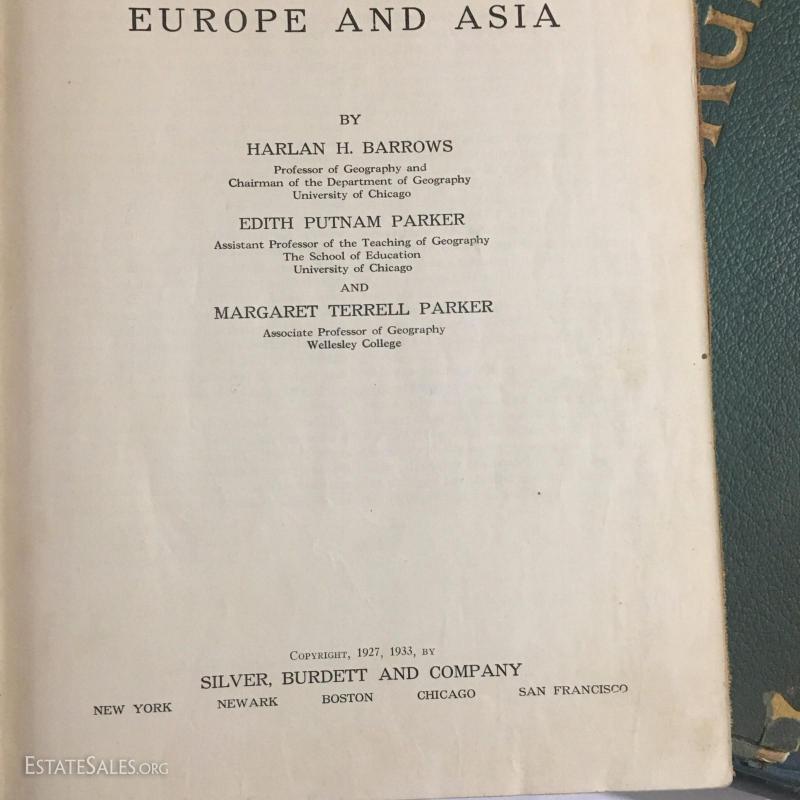 EUROPE AND ASIA
BY
HARLAN H. BARROWS
Professor of Geography and
Chairman of the Department of Geography
University of Chicago
EDITH PUTNAM PARKER
Assistant Professor of the Teaching of Geography
The School of Education
University of Chicago
AND
MARGARET TERRELL PARKER
Associate Professor of Geography
Wellesley College
COPYRIGHT, 1927, 1933, BY
SILVER, BURDETT AND COMPANY
NEW YORK NEWARK BOSTON CHICAGO SAN FRANCISCO
ESTATESALES.ORG